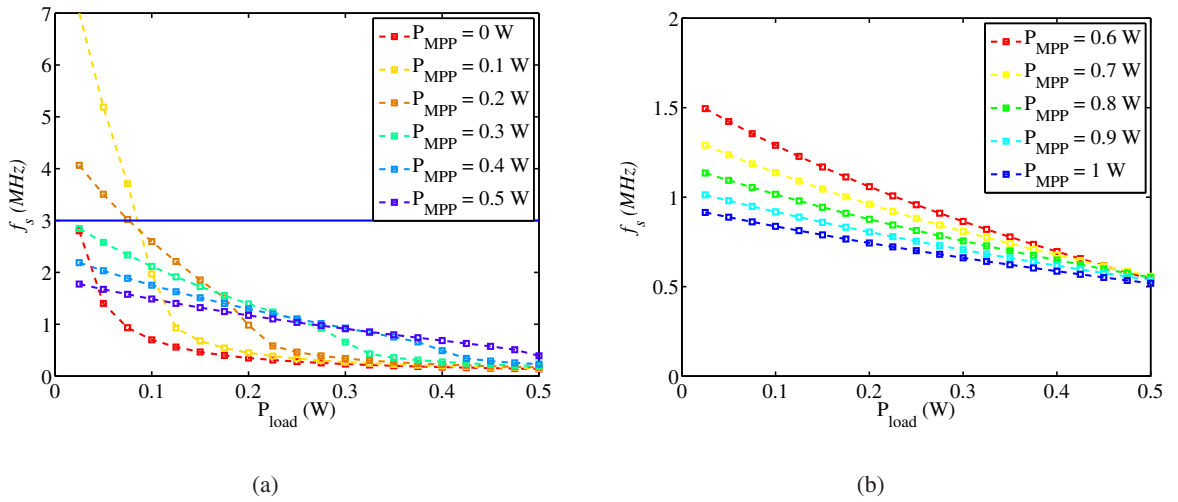 7
6
5
4
3
2
1
0
0
0.1
0.2
0.3
0.4
0.5
f_s (MHz)
P_load (W)
P_MPP = 0 W
P_MPP = 0.1 W
P_MPP = 0.2 W
P_MPP = 0.3 W
P_MPP = 0.4 W
P_MPP = 0.5 W
(a)
2
1.5
1
0.5
0
0
0.1
0.2
0.3
0.4
0.5
f_s (MHz)
P_load (W)
P_MPP = 0.6 W
P_MPP = 0.7 W
P_MPP = 0.8 W
P_MPP = 0.9 W
P_MPP = 1 W
(b)